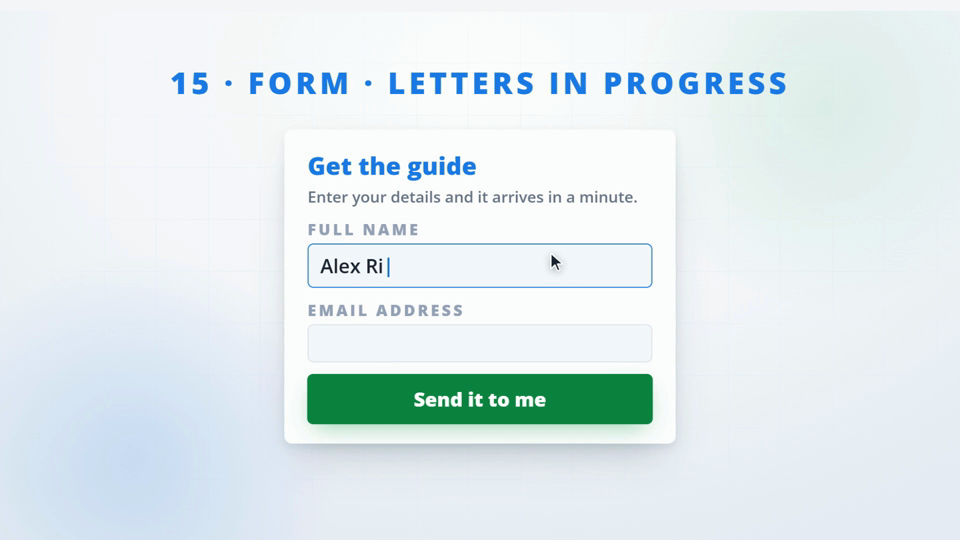 15 · FORM · LETTERS IN PROGRESS
Get the guide
Enter your details and it arrives in a minute.
FULL NAME
Alex Ri
EMAIL ADDRESS
Send it to me